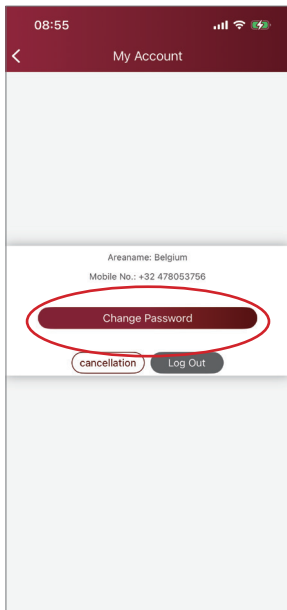 08:55
My Account
Areaname: Belgium
Mobile No.: +32 478053756
Change Password
cancellation Log Out